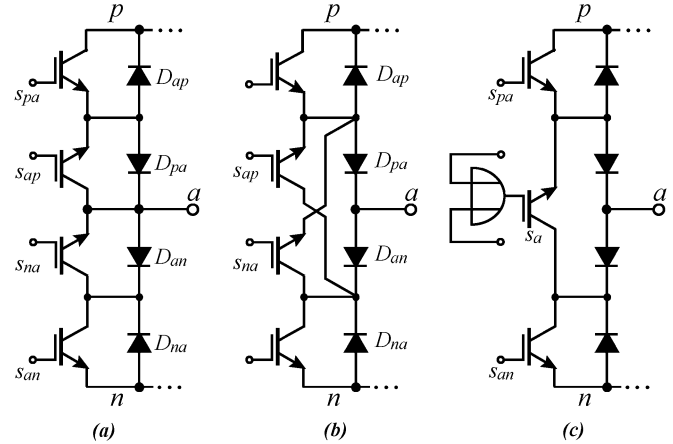 p p p
s_pa D_ap D_ap s_pa
s_ap D_pa s_ap D_pa
a a a
s_a
s_na D_an s_na D_an
s_an D_na D_na s_an
n n n
(a) (b) (c)